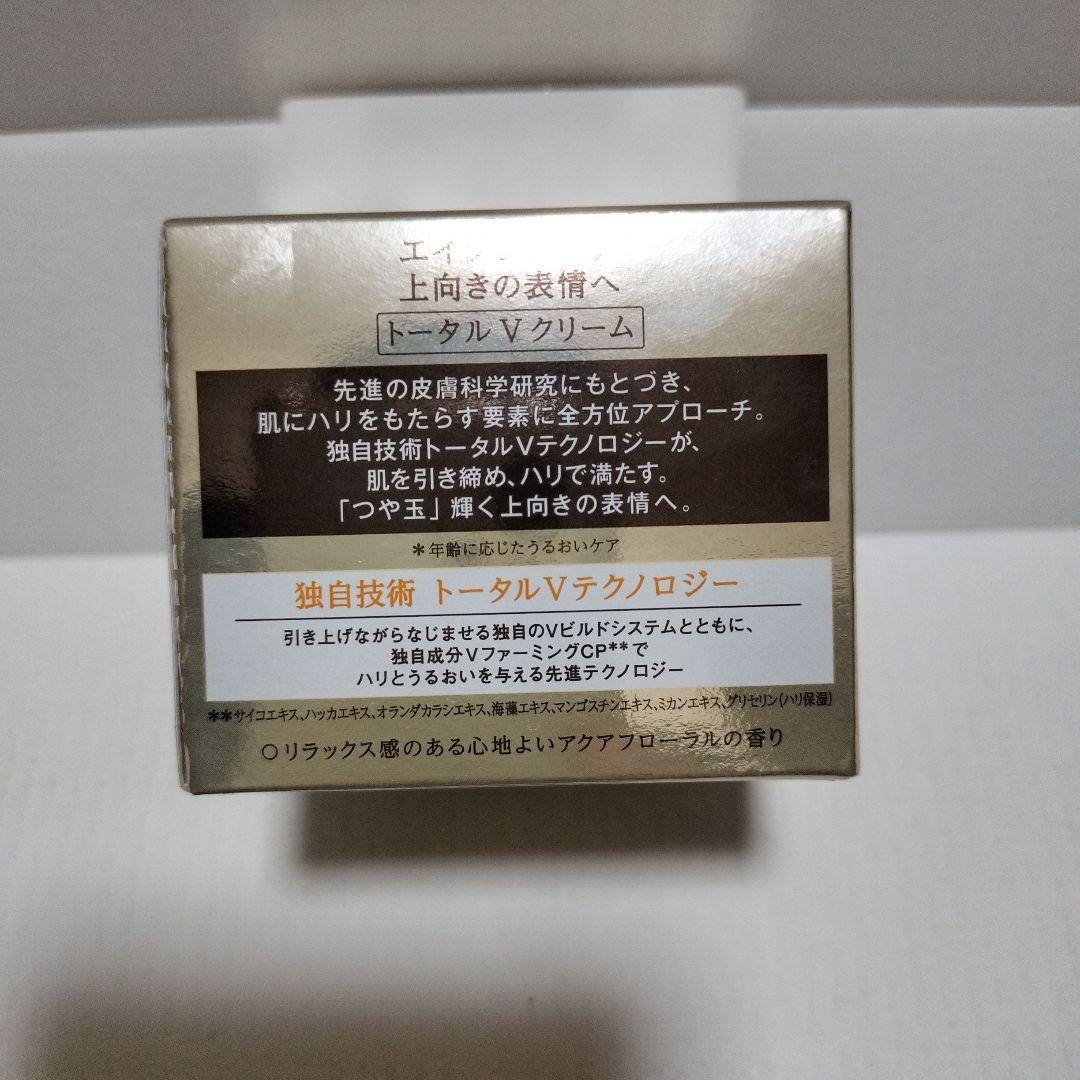 上向きの表情へ
トータルVクリーム
先進の皮膚科学研究にもとづき、
肌にハリをもたらす要素に全方位アプローチ。
独自技術トータルVテクノロジーが、
肌を引き締め、ハリで満たす。
「つや玉」輝く上向きの表情へ。
*年齢に応じたうるおいケア
独自技術 トータルVテクノロジー
引き上げながらなじませる独自のVビルドシステムとともに、
独自成分VファーミングCP**で
ハリとうるおいを与える先進テクノロジー
**サイコエキス、ハッカエキス、オランダカラシエキス、海藻エキス、マンゴスチンエキス、ミカンエキス、グリセリン(ハリ保湿)
○リラックス感のある心地よいアクアフローラルの香り